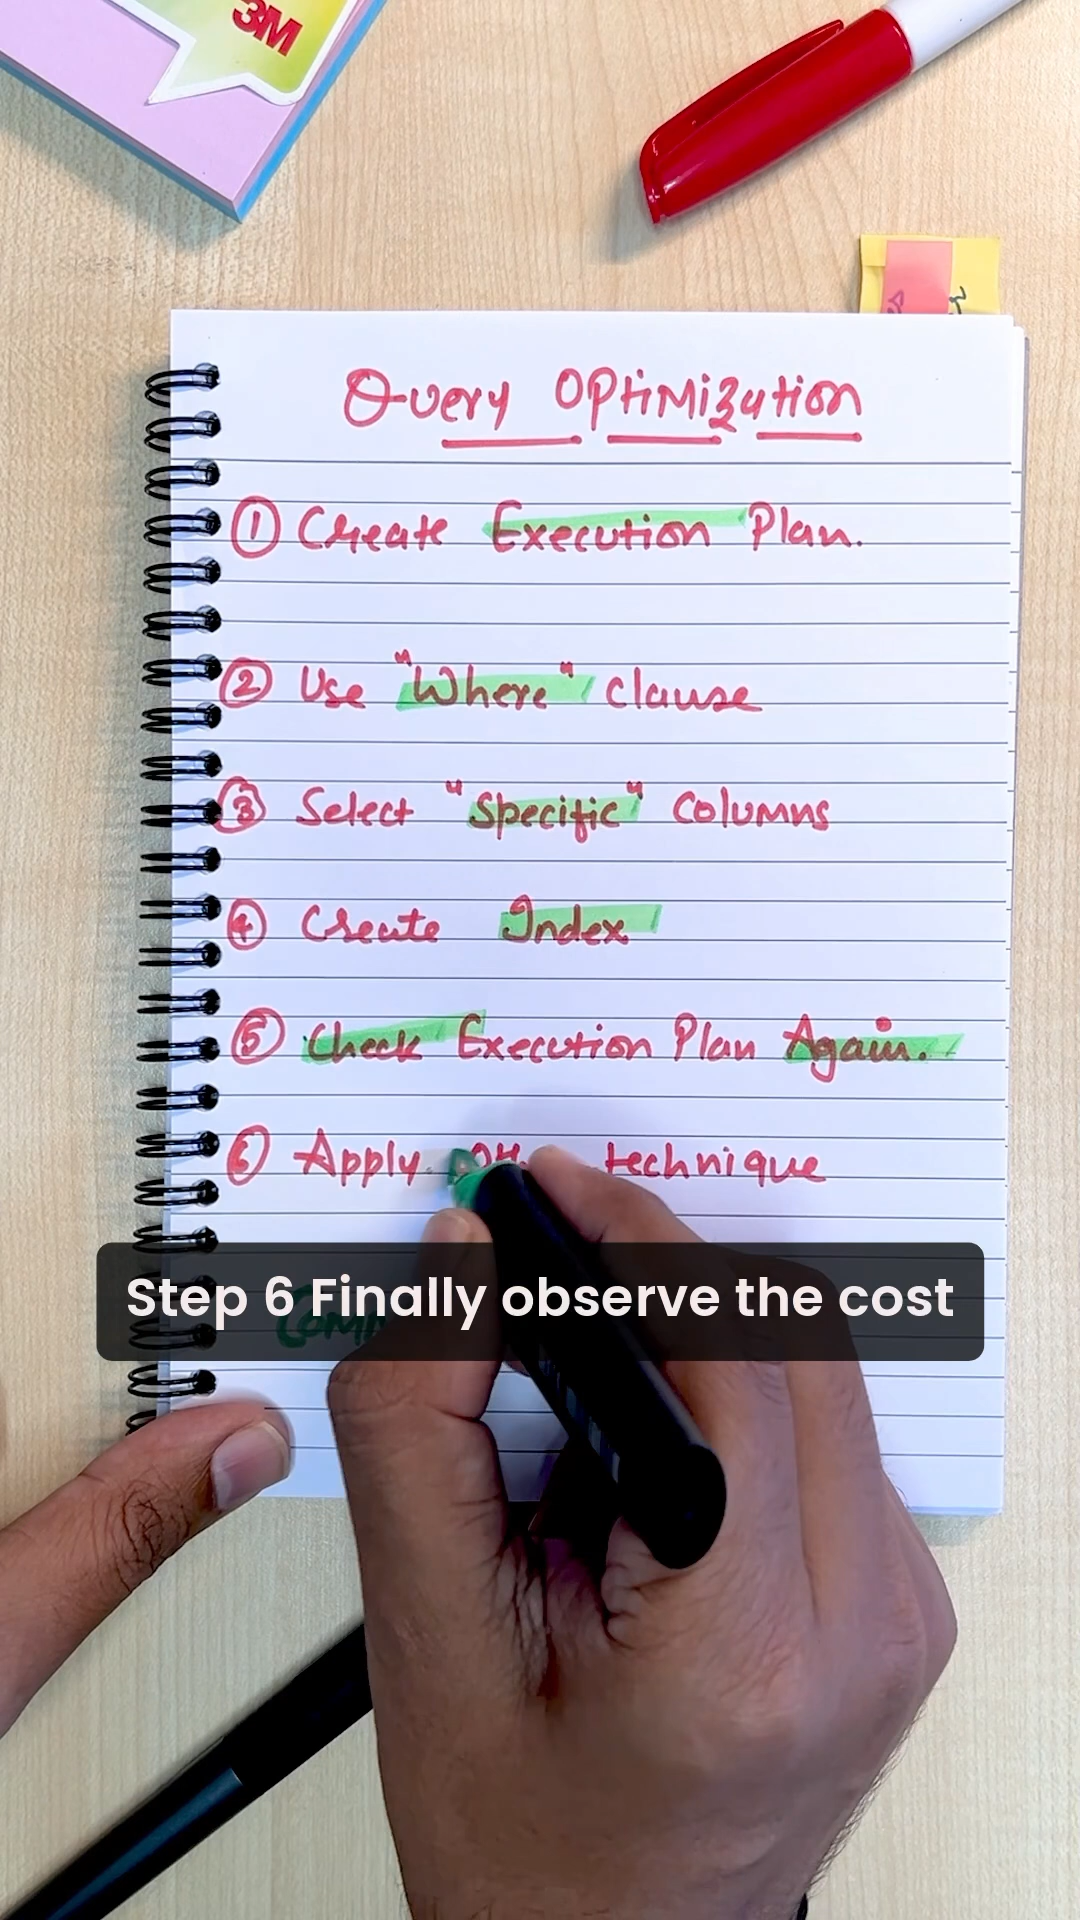 3M
Query Optimization
① Create Execution Plan.
② Use "Where" clause
③ Select "Specific" Columns
④ Create Index
⑤ Check Execution Plan Again.
⑥ Apply technique
Step 6 Finally observe the cost